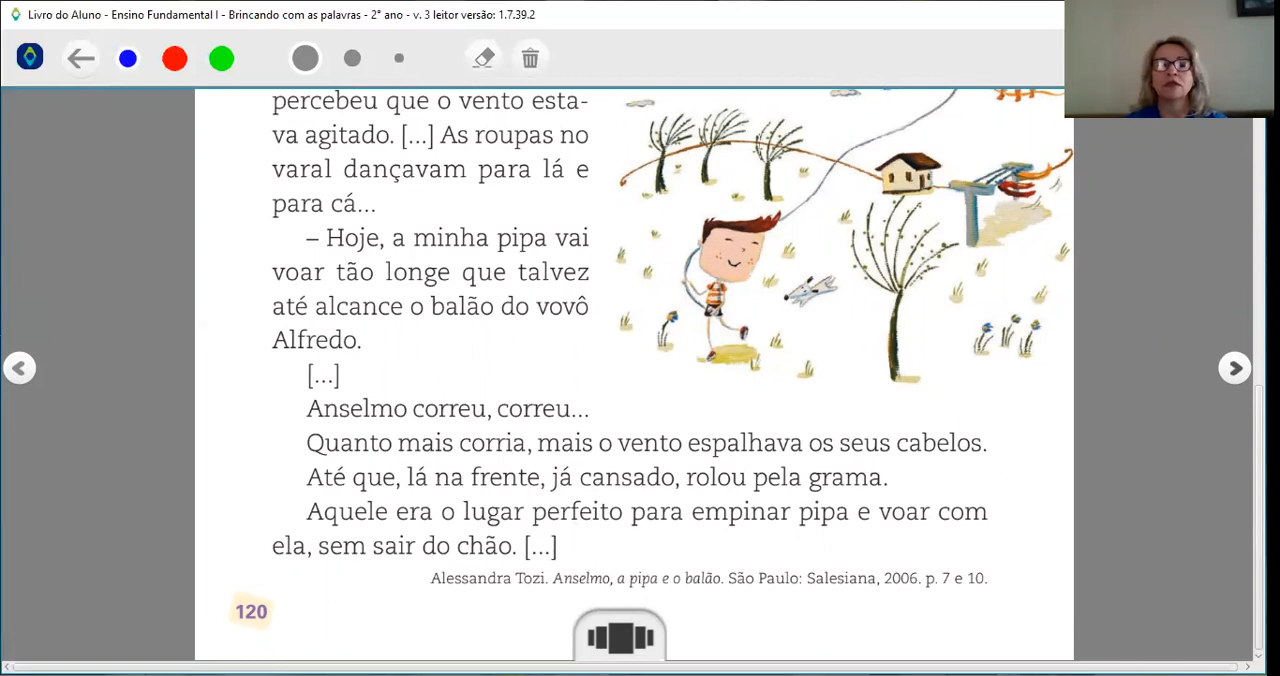 Livro do Aluno - Ensino Fundamental I - Brincando com as palavras - 2° ano - v. 3 leitor versão: 1.7.39.2
percebeu que o vento esta-
va agitado. [...] As roupas no
varal dançavam para lá e
para cá...
– Hoje, a minha pipa vai
voar tão longe que talvez
até alcance o balão do vovô
Alfredo.
[...]
Anselmo correu, correu...
Quanto mais corria, mais o vento espalhava os seus cabelos.
Até que, lá na frente, já cansado, rolou pela grama.
Aquele era o lugar perfeito para empinar pipa e voar com
ela, sem sair do chão. [...]
Alessandra Tozi. Anselmo, a pipa e o balão. São Paulo: Salesiana, 2006. p. 7 e 10.
120